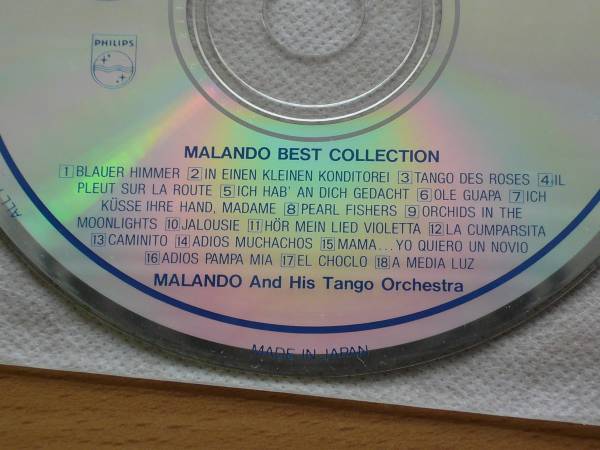 PHILIPS
MALANDO BEST COLLECTION
1 BLAUER HIMMER 2 IN EINEN KLEINEN KONDITOREI 3 TANGO DES ROSES 4 IL
PLEUT SUR LA ROUTE 5 ICH HAB' AN DICH GEDACHT 6 OLE GUAPA 7 ICH
KÜSSE IHRE HAND, MADAME 8 PEARL FISHERS 9 ORCHIDS IN THE
MOONLIGHTS 10 JALOUSIE 11 HÖR MEIN LIED VIOLETTA 12 LA CUMPARSITA
13 CAMINITO 14 ADIOS MUCHACHOS 15 MAMA...YO QUIERO UN NOVIO
16 ADIOS PAMPA MIA 17 EL CHOCLO 18 A MEDIA LUZ
MALANDO And His Tango Orchestra
MADE IN JAPAN
ALL